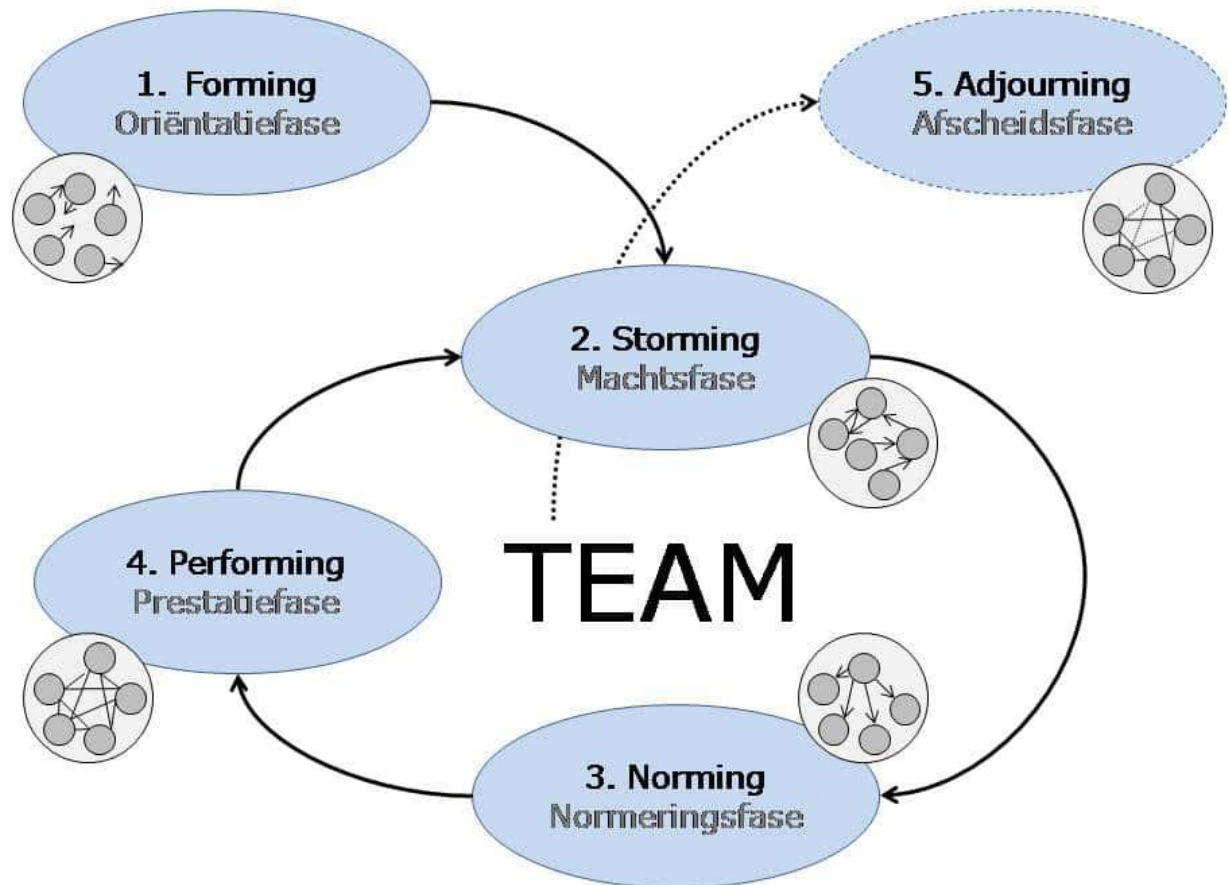 1. Forming
Oriëntatiefase
5. Adjourning
Afscheidsfase
2. Storming
Machtsfase
4. Performing
Prestatiefase
TEAM
3. Norming
Normeringsfase